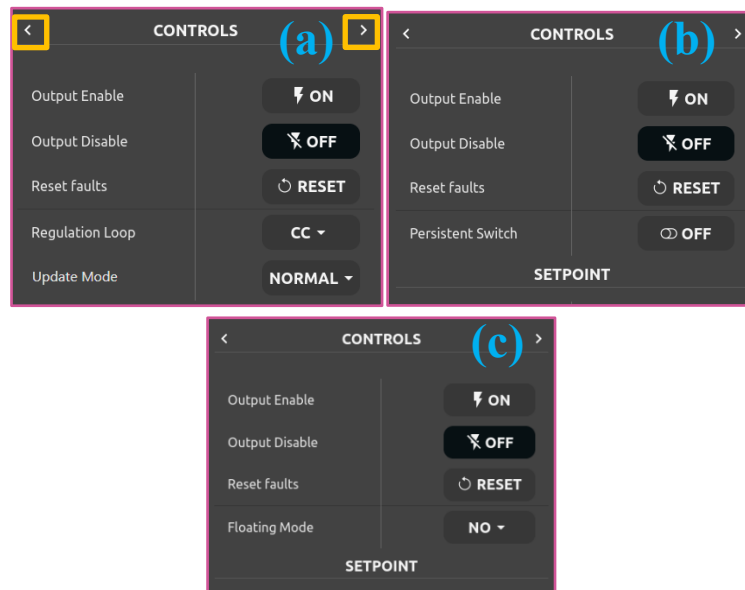 CONTROLS (a)
Output Enable ON
Output Disable OFF
Reset faults RESET
Regulation Loop CC
Update Mode NORMAL
CONTROLS (b)
Output Enable ON
Output Disable OFF
Reset faults RESET
Persistent Switch OFF
SETPOINT
CONTROLS (c)
Output Enable ON
Output Disable OFF
Reset faults RESET
Floating Mode NO
SETPOINT